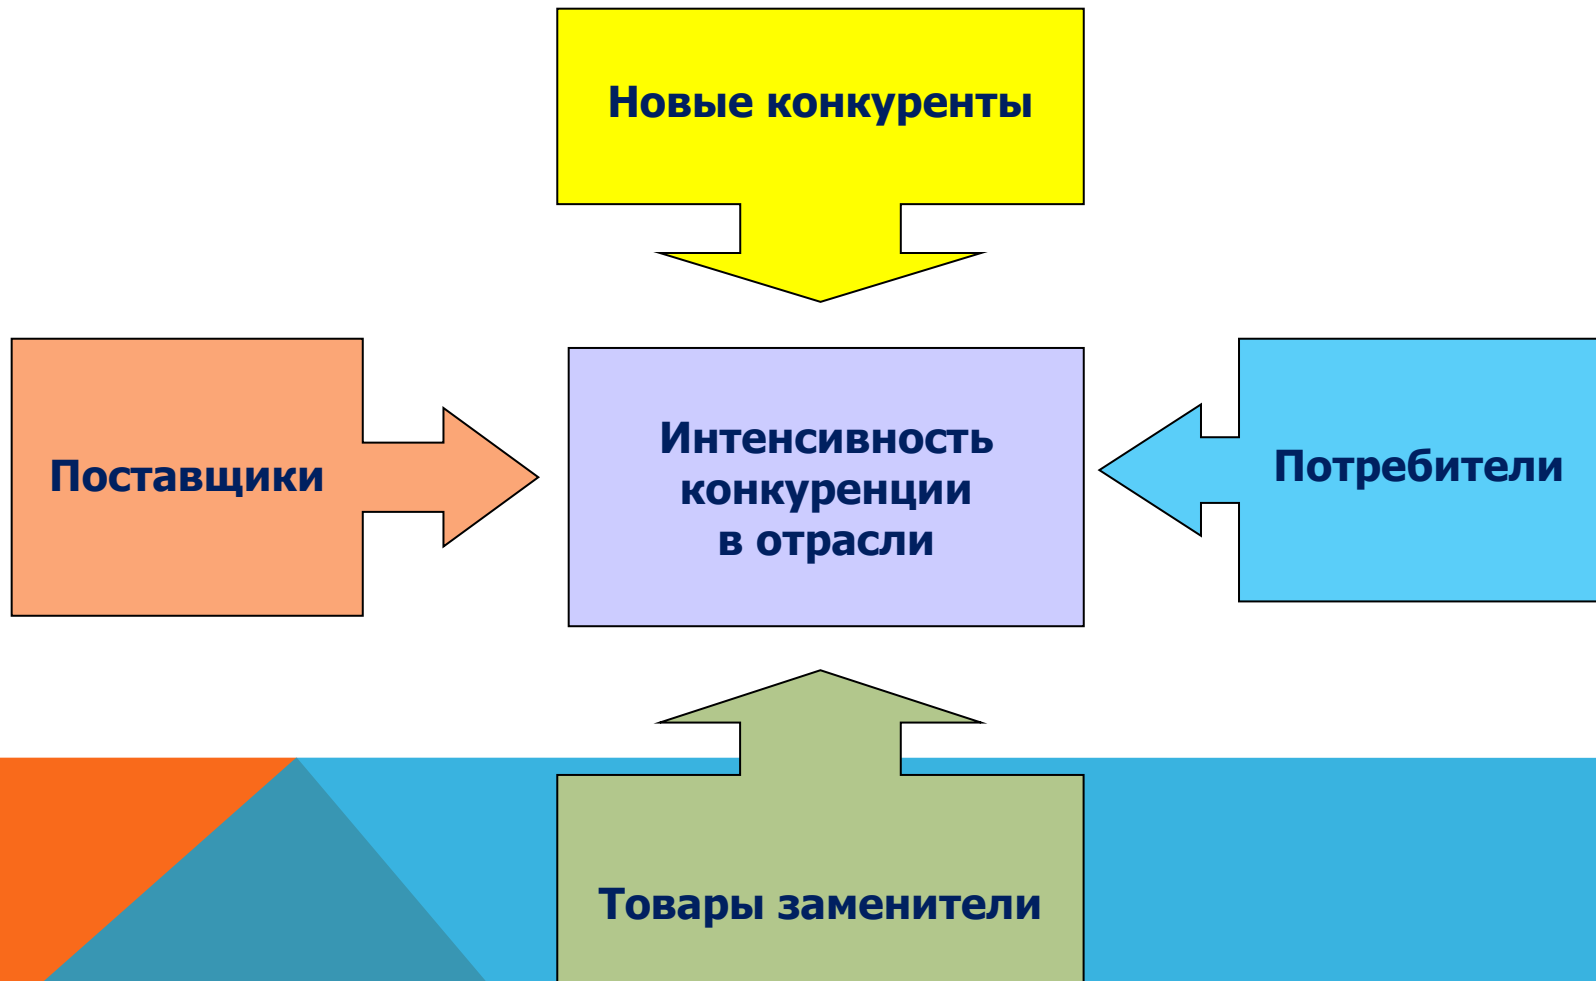 Новые конкуренты
Поставщики
Интенсивность
конкуренции
в отрасли
Потребители
Товары заменители